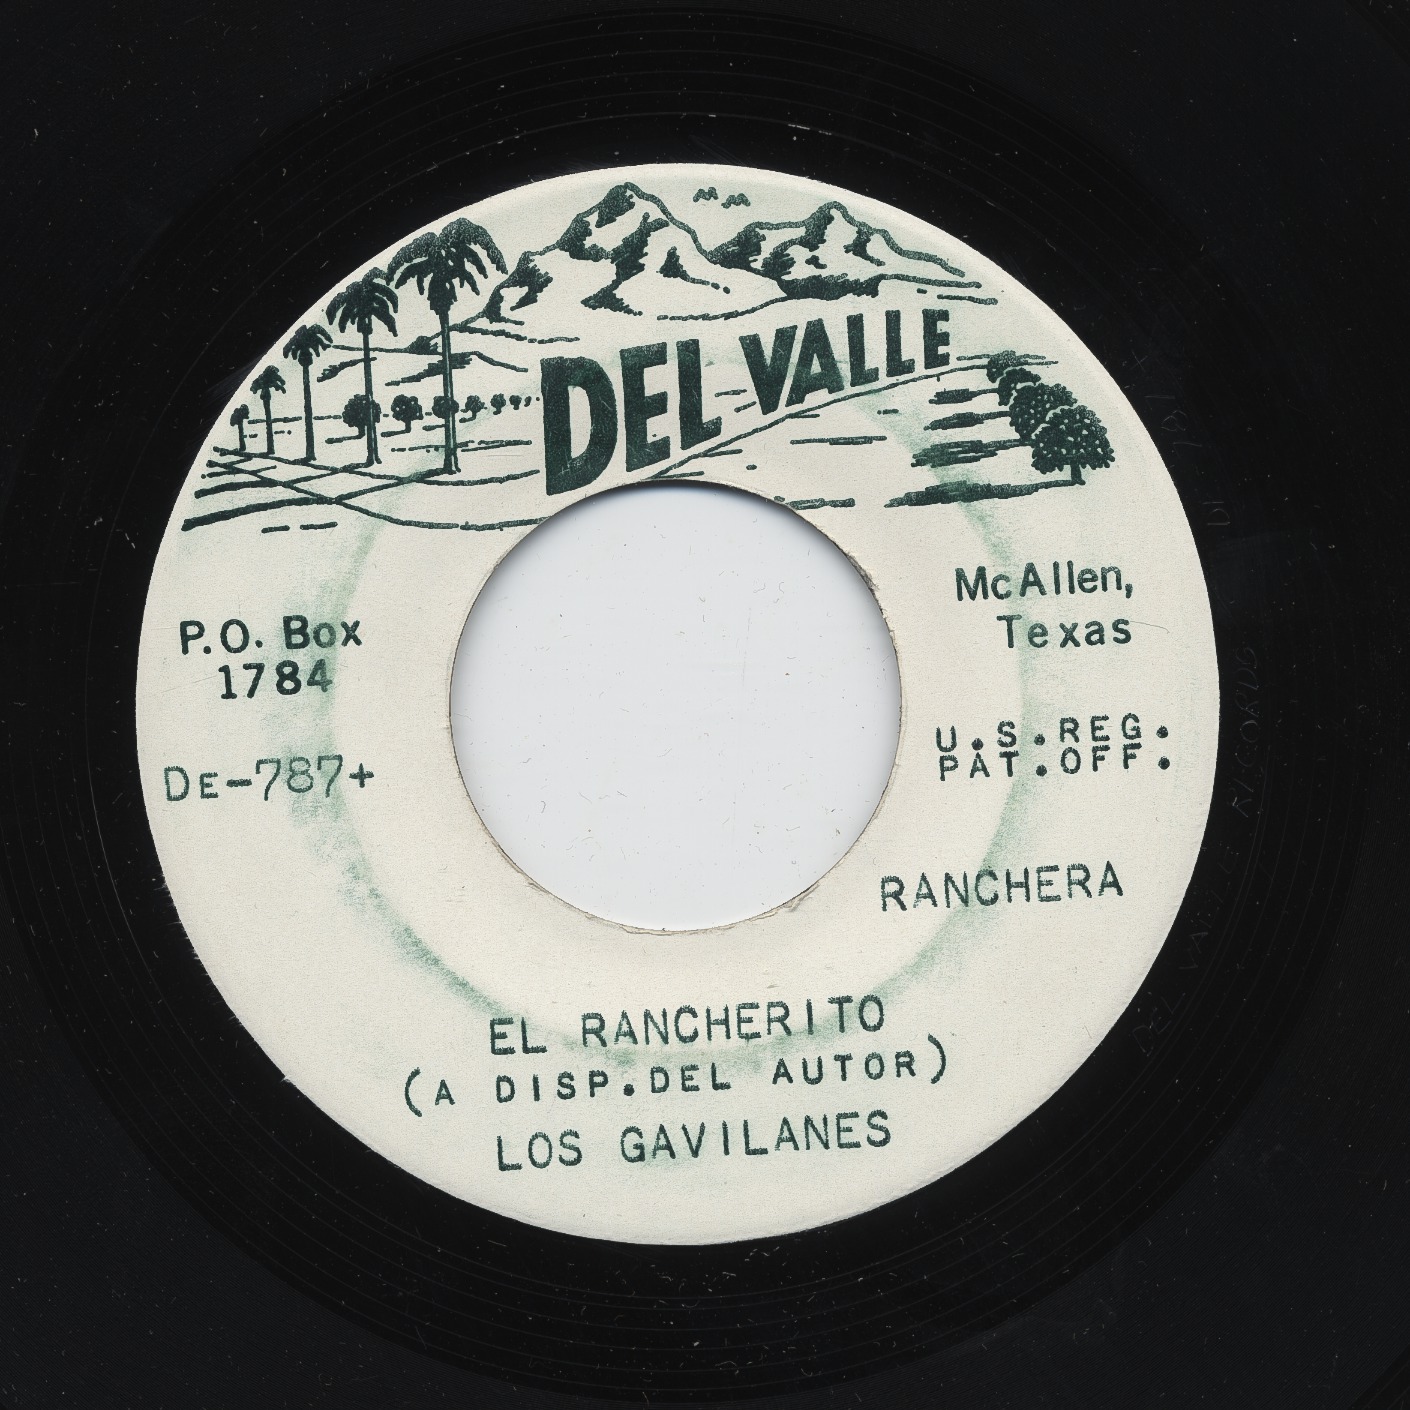 DEL VALLE
McAllen,
Texas
P.O. Box
1784
U.S.REG.
PAT.OFF.
DE-787+
RANCHERA
EL RANCHERITO
(A DISP.DEL AUTOR)
LOS GAVILANES